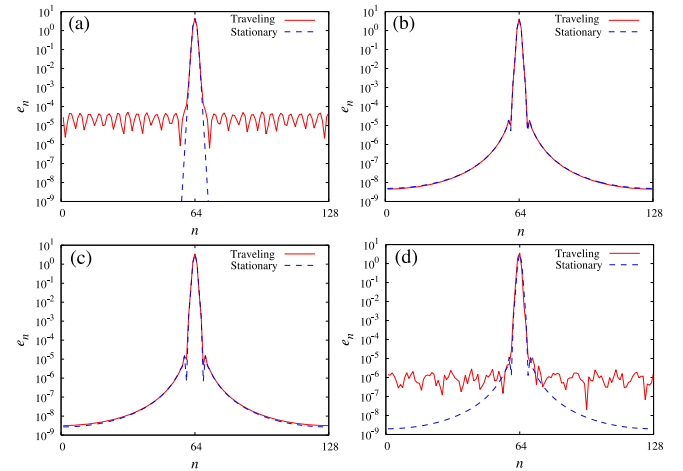 (a)
Traveling
Stationary
e_n
10^1
10^0
10^-1
10^-2
10^-3
10^-4
10^-5
10^-6
10^-7
10^-8
10^-9
0 64 128
n
(b)
Traveling
Stationary
e_n
10^1
10^0
10^-1
10^-2
10^-3
10^-4
10^-5
10^-6
10^-7
10^-8
10^-9
0 64 128
n
(c)
Traveling
Stationary
e_n
10^1
10^0
10^-1
10^-2
10^-3
10^-4
10^-5
10^-6
10^-7
10^-8
10^-9
0 64 128
n
(d)
Traveling
Stationary
e_n
10^1
10^0
10^-1
10^-2
10^-3
10^-4
10^-5
10^-6
10^-7
10^-8
10^-9
0 64 128
n